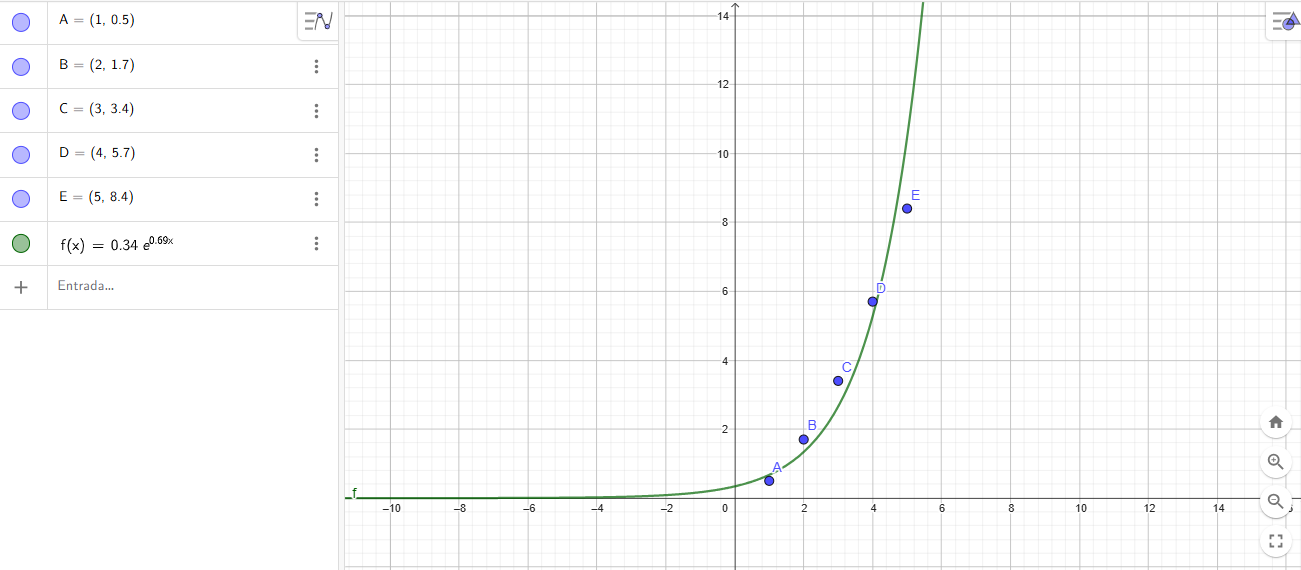 A = (1, 0.5)
B = (2, 1.7)
C = (3, 3.4)
D = (4, 5.7)
E = (5, 8.4)
f(x) = 0.34 e^0.69x
+ Entrada...
14
12
10
8
6
4
2
−10 −8 −6 −4 −2 0 2 4 6 8 10 12 14
A
B
C
D
E
f